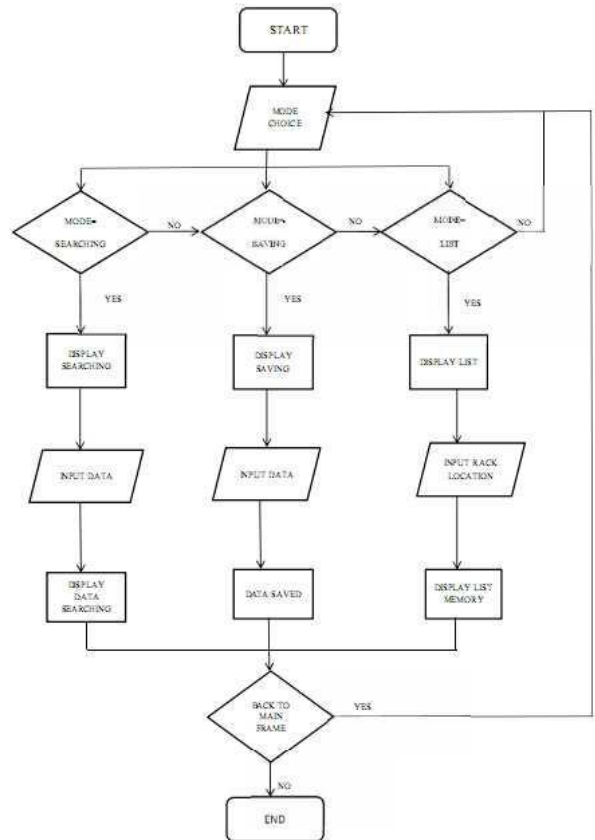 START
MODE
CHOICE
MODE=
SEARCHING
NO
MODE=
SAVING
NO
MODE=
LIST
NO
YES
YES
YES
DISPLAY
SEARCHING
DISPLAY
SAVING
DISPLAY LIST
INPUT DATA
INPUT DATA
INPUT RACK
LOCATION
DISPLAY
DATA
SEARCHING
DATA SAVED
DISPLAY LIST
MEMORY
BACK TO
MAIN
FRAME
YES
NO
END